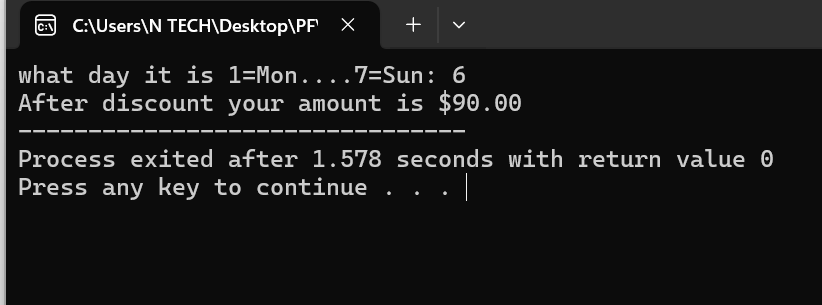 C:\Users\N TECH\Desktop\PF\
what day it is 1=Mon....7=Sun: 6
After discount your amount is $90.00
--------------------------------
Process exited after 1.578 seconds with return value 0
Press any key to continue . . .